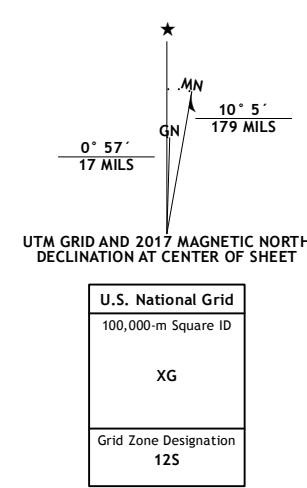 ★
MN
GN
10° 5´
179 MILS
0° 57´
17 MILS
UTM GRID AND 2017 MAGNETIC NORTH
DECLINATION AT CENTER OF SHEET
U.S. National Grid
100,000-m Square ID
XG
Grid Zone Designation
12S